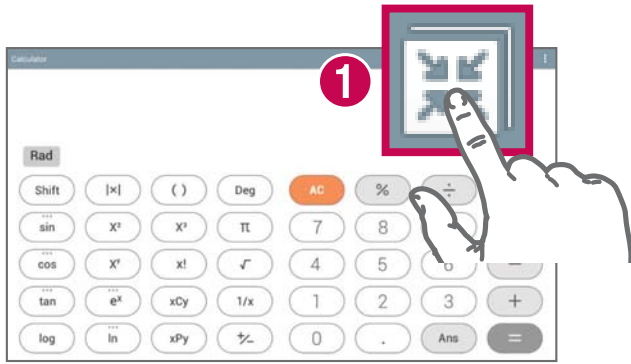 Calculator
1
Rad
Shift |×| ( ) Deg AC % ÷
sin X² X³ π 7 8
cos Xʸ x! √ 4 5 6 −
tan eˣ xCy 1/x 1 2 3 +
log ln xPy +/− 0 . Ans =